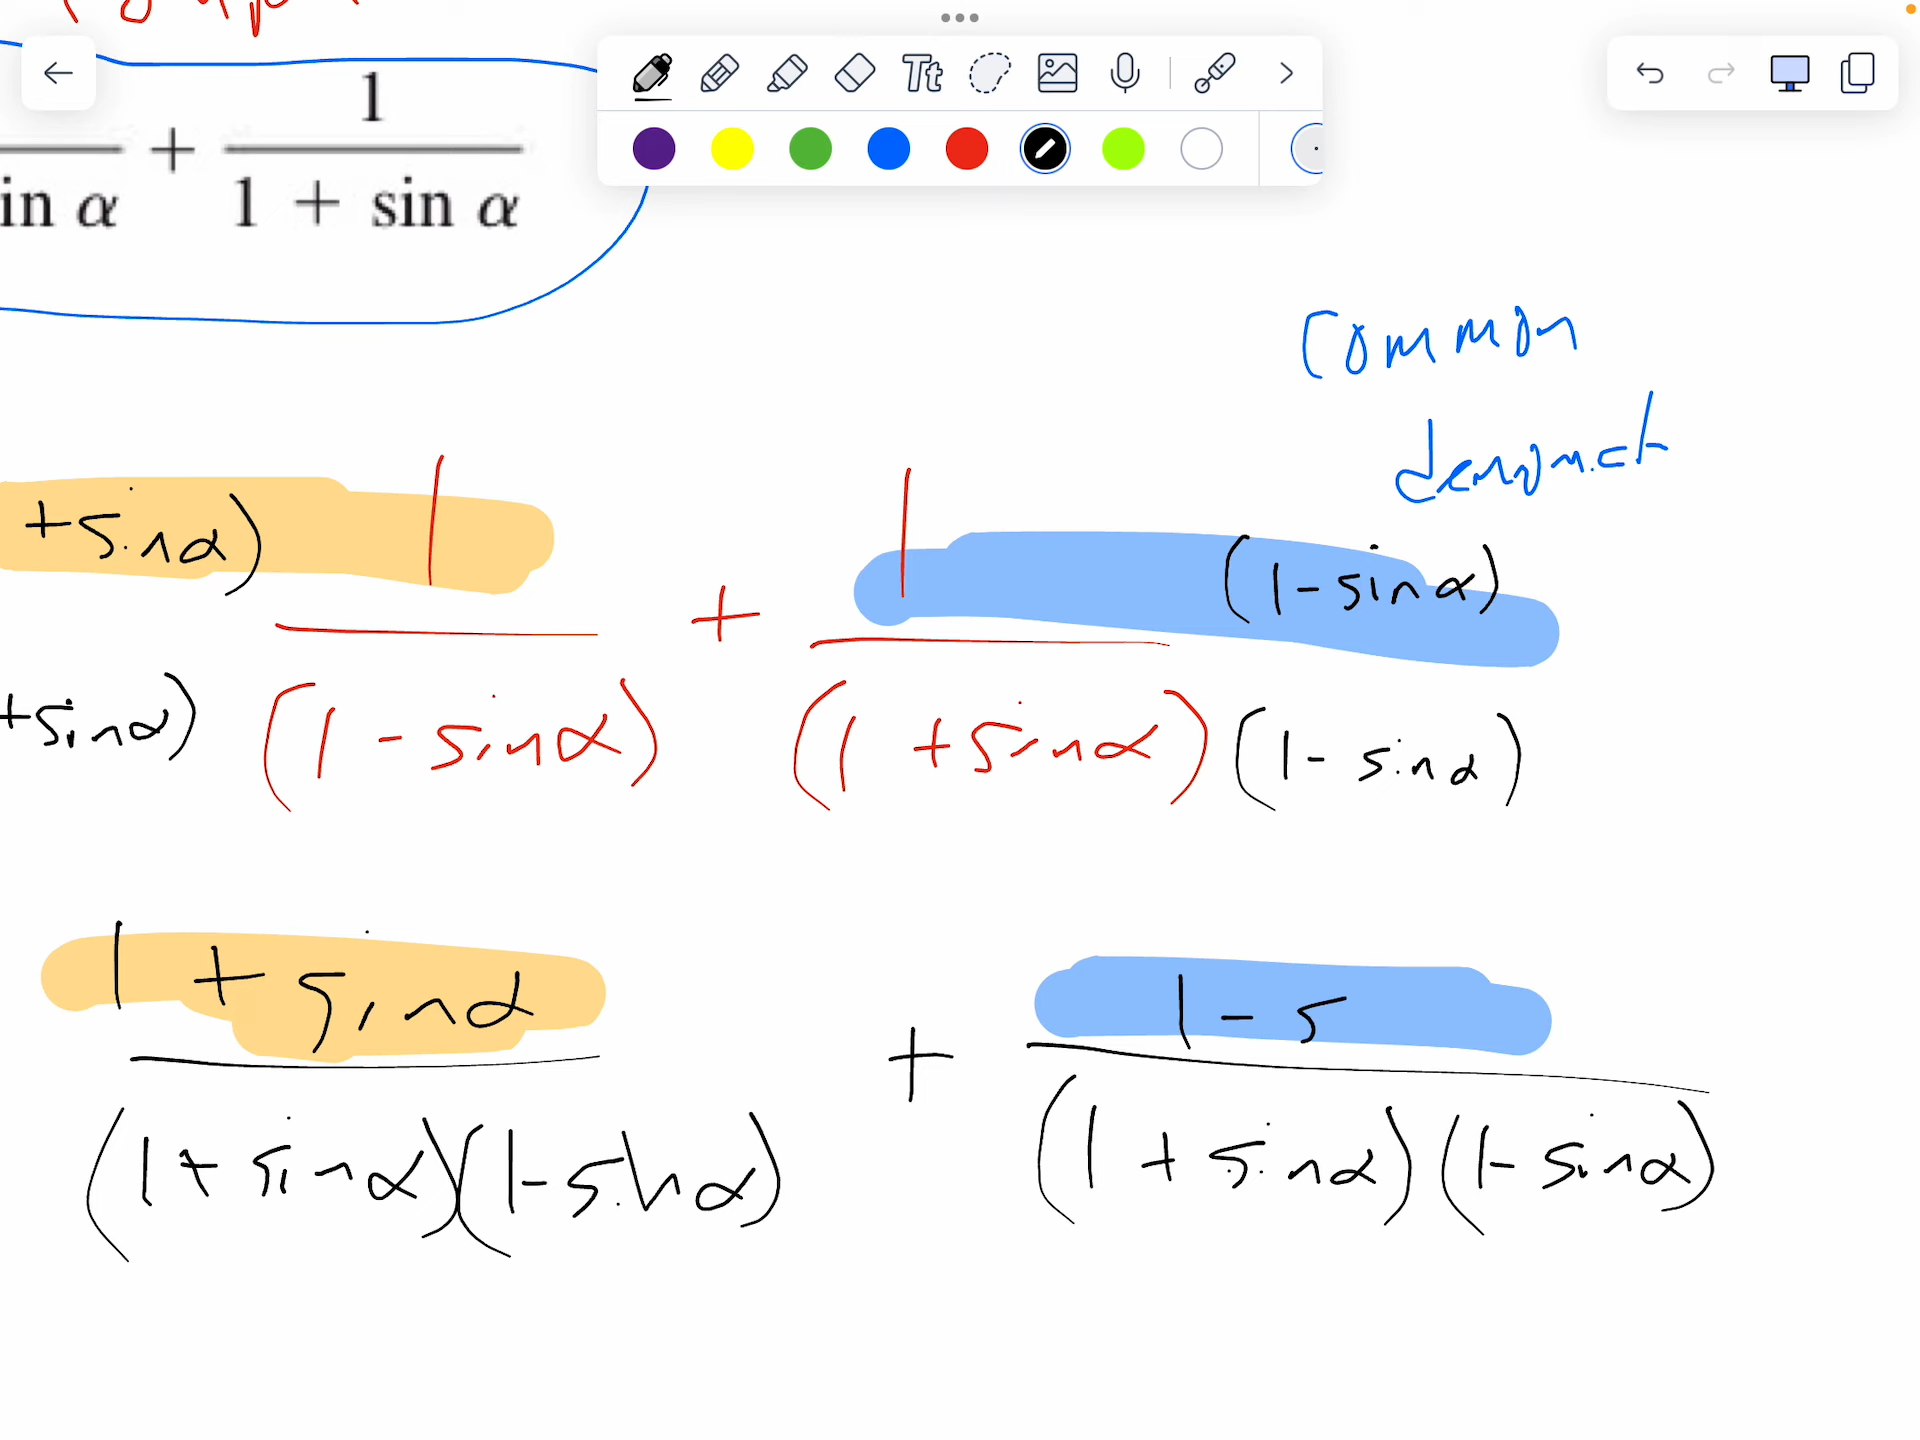 1
+
in α 1 + sin α
Common
+sinα) 1 + 1 (1-sinα)
+sinα) (1 - sinα) (1 + sinα) (1- sinα)
1 + sinα + 1 - s
(1+ sinα)(1- sinα) (1 + sinα) (1- sinα)
Tt